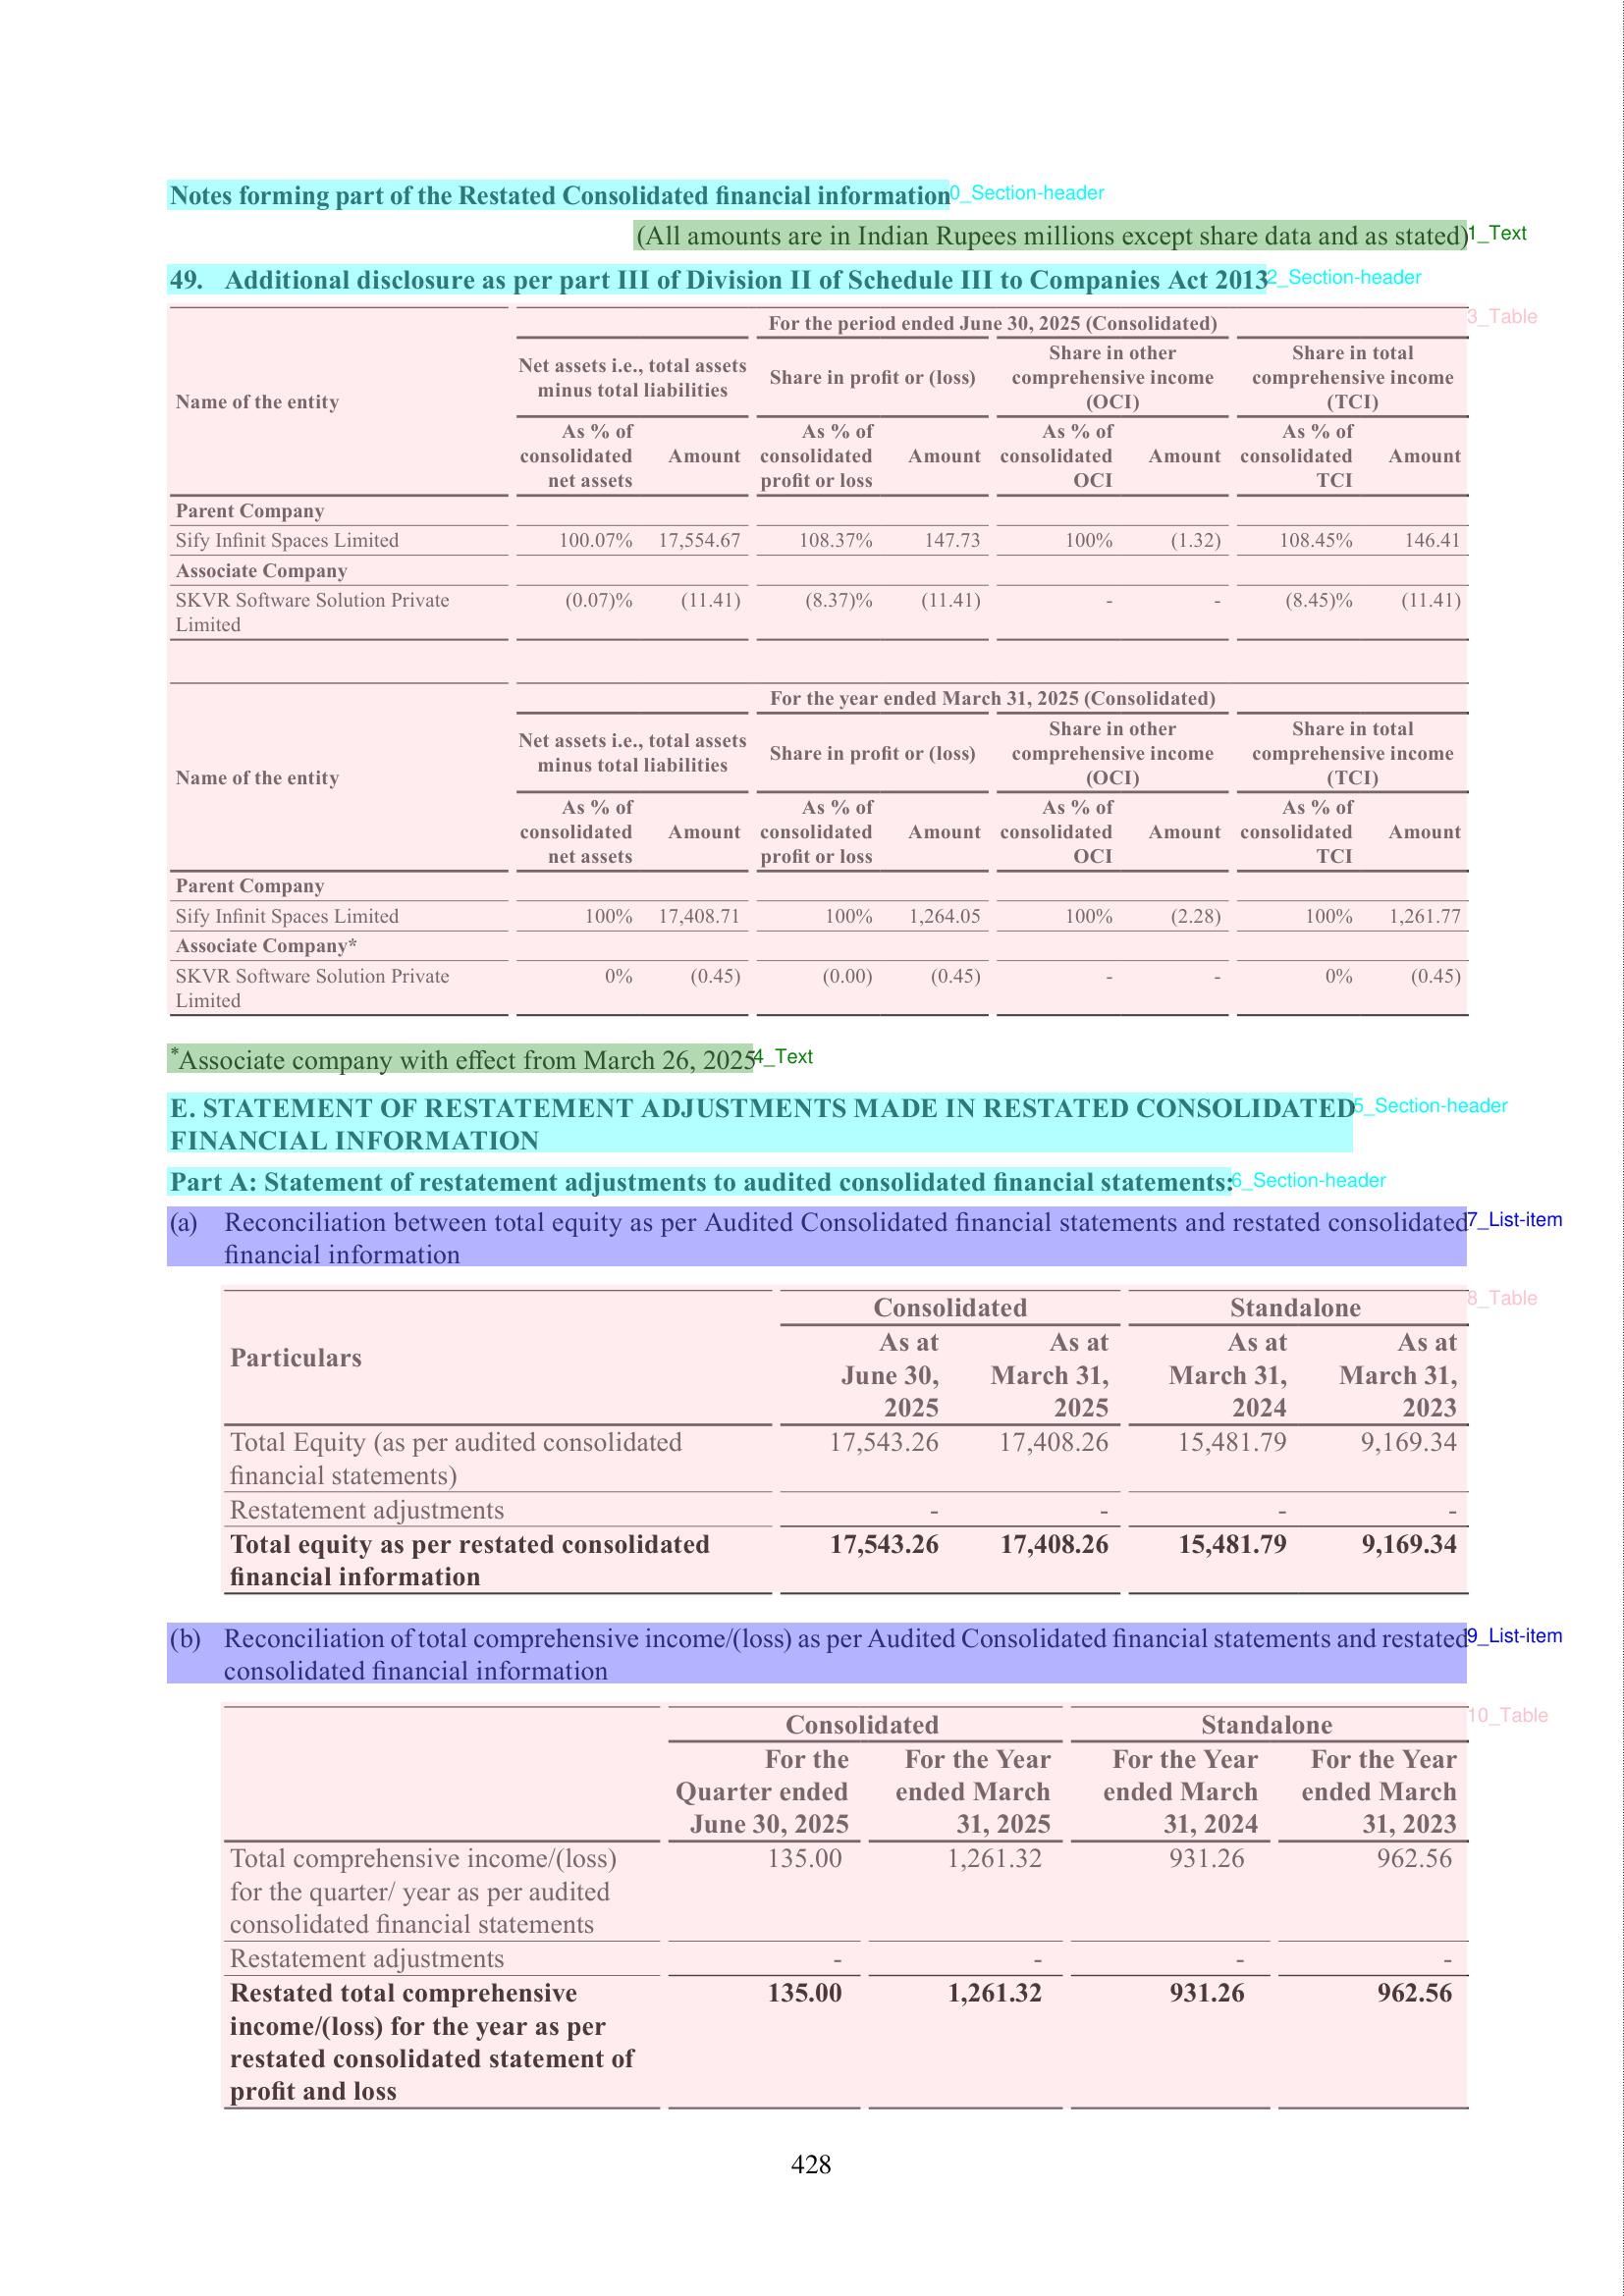 Notes forming part of the Restated Consolidated financial information
0_Section-header
(All amounts are in Indian Rupees millions except share data and as stated)
1_Text
49. Additional disclosure as per part III of Division II of Schedule III to Companies Act 2013
2_Section-header
3_Table
For the period ended June 30, 2025 (Consolidated)
Name of the entity
Net assets i.e., total assets minus total liabilities
Share in profit or (loss)
Share in other comprehensive income (OCI)
Share in total comprehensive income (TCI)
As % of consolidated net assets
Amount
As % of consolidated profit or loss
Amount
As % of consolidated OCI
Amount
As % of consolidated TCI
Amount
Parent Company
Sify Infinit Spaces Limited 100.07% 17,554.67 108.37% 147.73 100% (1.32) 108.45% 146.41
Associate Company
SKVR Software Solution Private (0.07)% (11.41) (8.37)% (11.41) - - (8.45)% (11.41)
Limited
For the year ended March 31, 2025 (Consolidated)
Name of the entity
Net assets i.e., total assets minus total liabilities
Share in profit or (loss)
Share in other comprehensive income (OCI)
Share in total comprehensive income (TCI)
As % of consolidated net assets
Amount
As % of consolidated profit or loss
Amount
As % of consolidated OCI
Amount
As % of consolidated TCI
Amount
Parent Company
Sify Infinit Spaces Limited 100% 17,408.71 100% 1,264.05 100% (2.28) 100% 1,261.77
Associate Company*
SKVR Software Solution Private 0% (0.45) (0.00) (0.45) - - 0% (0.45)
Limited
*Associate company with effect from March 26, 2025
4_Text
E. STATEMENT OF RESTATEMENT ADJUSTMENTS MADE IN RESTATED CONSOLIDATED
5_Section-header
FINANCIAL INFORMATION
Part A: Statement of restatement adjustments to audited consolidated financial statements:
6_Section-header
(a) Reconciliation between total equity as per Audited Consolidated financial statements and restated consolidated
7_List-item
financial information
8_Table
Consolidated Standalone
Particulars
As at June 30, 2025
As at March 31, 2025
As at March 31, 2024
As at March 31, 2023
Total Equity (as per audited consolidated 17,543.26 17,408.26 15,481.79 9,169.34
financial statements)
Restatement adjustments - - - -
Total equity as per restated consolidated 17,543.26 17,408.26 15,481.79 9,169.34
financial information
(b) Reconciliation of total comprehensive income/(loss) as per Audited Consolidated financial statements and restated
9_List-item
consolidated financial information
10_Table
Consolidated Standalone
For the Quarter ended June 30, 2025
For the Year ended March 31, 2025
For the Year ended March 31, 2024
For the Year ended March 31, 2023
Total comprehensive income/(loss) 135.00 1,261.32 931.26 962.56
for the quarter/ year as per audited
consolidated financial statements
Restatement adjustments - - - -
Restated total comprehensive 135.00 1,261.32 931.26 962.56
income/(loss) for the year as per
restated consolidated statement of
profit and loss
428